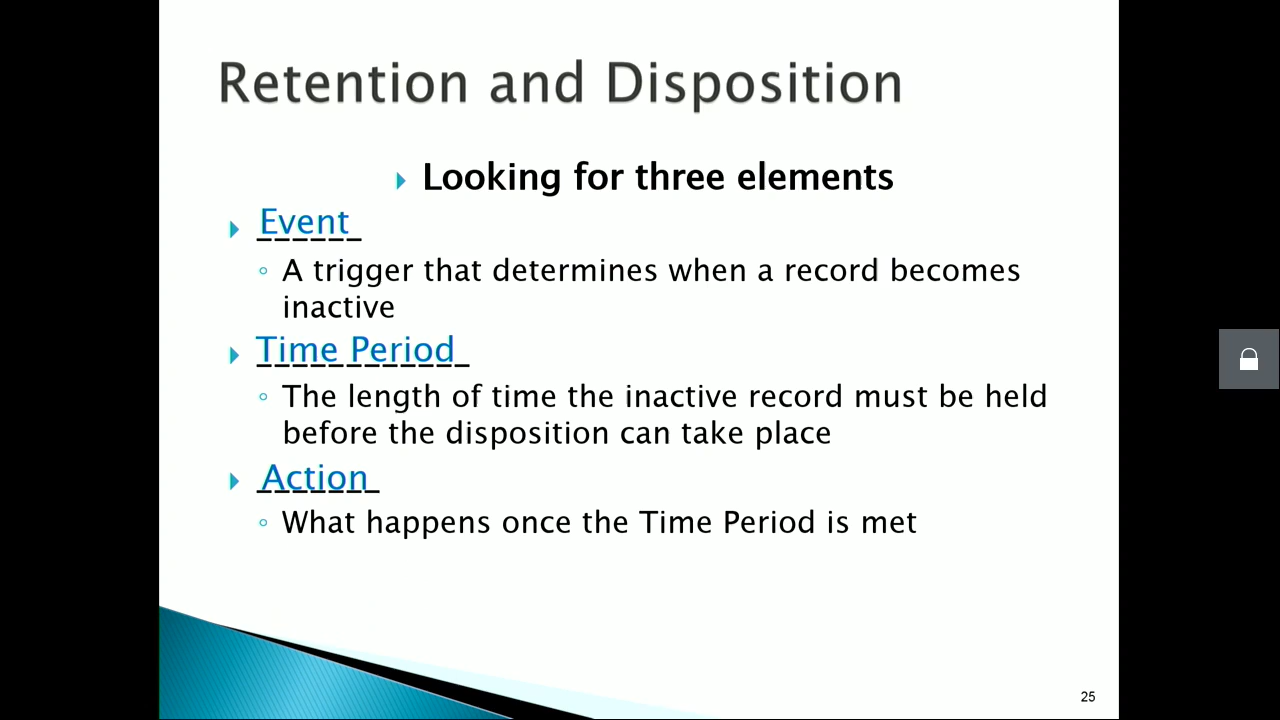 Retention and Disposition
Looking for three elements
Event
A trigger that determines when a record becomes
inactive
Time Period
The length of time the inactive record must be held
before the disposition can take place
Action
What happens once the Time Period is met
25